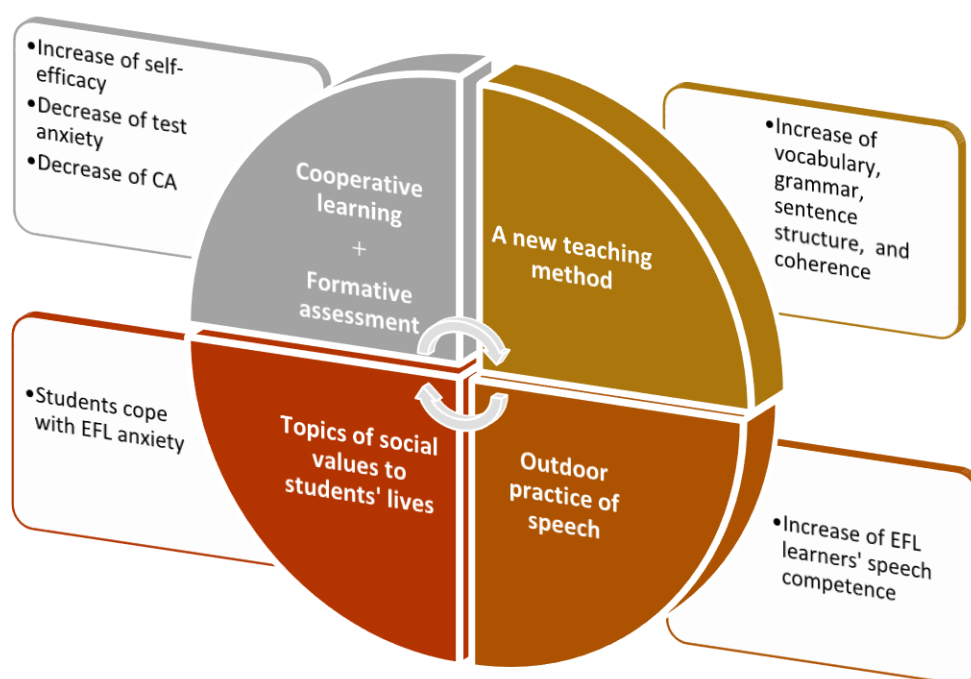 •Increase of self-
efficacy
•Decrease of test
anxiety
•Decrease of CA
Cooperative
learning
+
Formative
assessment
A new teaching
method
•Increase of
vocabulary,
grammar,
sentence
structure, and
coherence
•Students cope
with EFL anxiety
Topics of social
values to
students' lives
Outdoor
practice of
speech
•Increase of EFL
learners' speech
competence